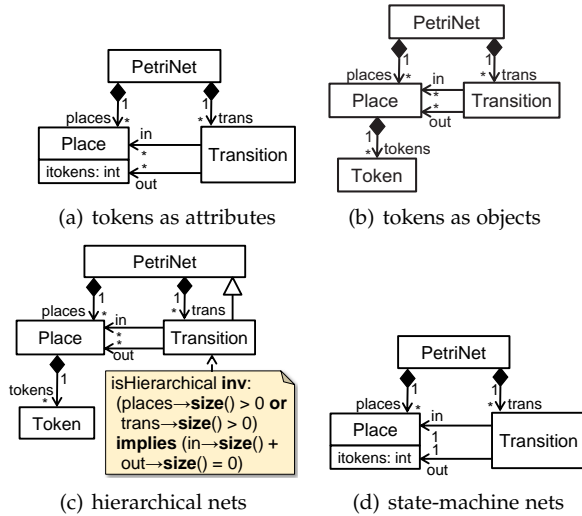 PetriNet
1 1
places * * trans
Place in Transition
*
itokens: int * out
(a) tokens as attributes
PetriNet
1 1
places * * trans
in
Place * Transition
*
1 out
* tokens
Token
(b) tokens as objects
PetriNet
1 1
places * * trans
in
Place * Transition
*
1 out
tokens *
Token
isHierarchical inv:
(places→size() > 0 or
trans→size() > 0)
implies (in→size() +
out→size() = 0)
(c) hierarchical nets
PetriNet
1 1
places * * trans
in
Place 1 Transition
itokens: int 1
out
(d) state-machine nets